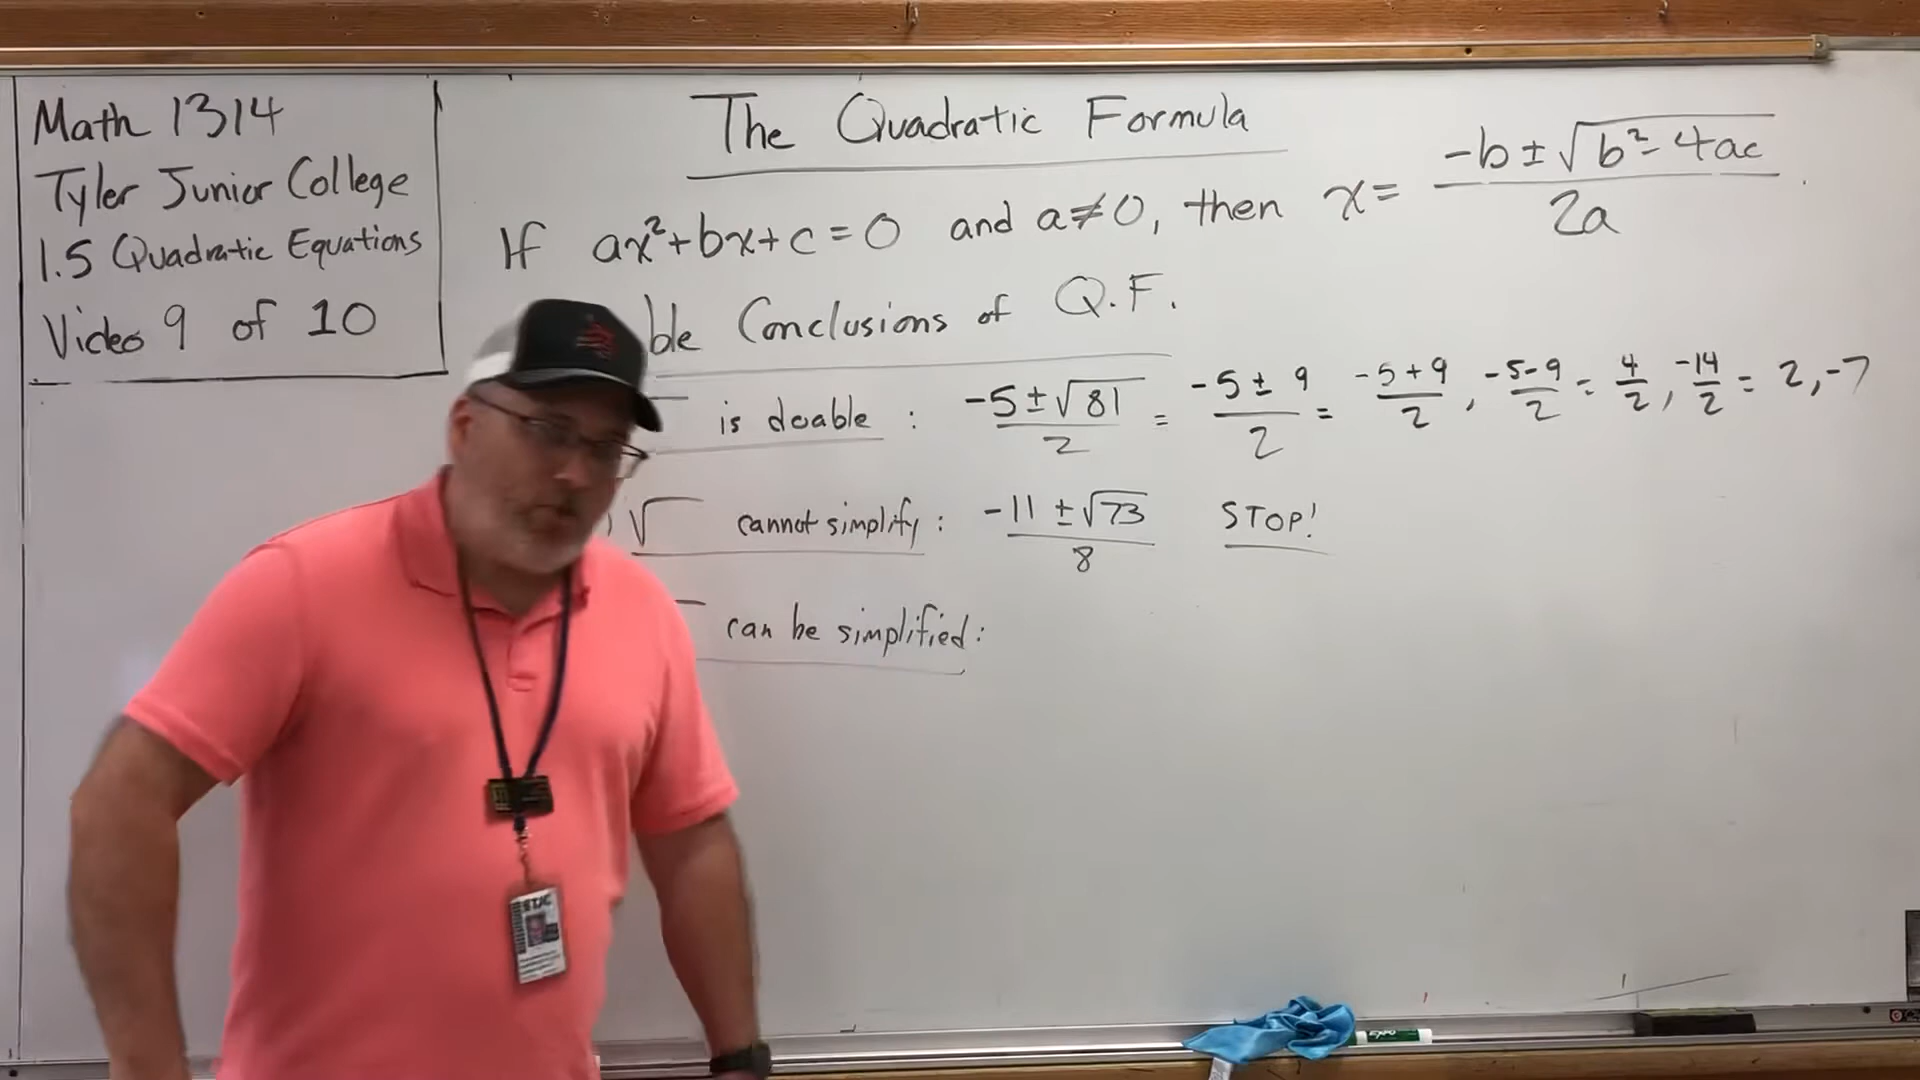 Math 1314
Tyler Junior College
1.5 Quadratic Equations
Video 9 of 10
The Quadratic Formula
If ax²+bx+c=0 and a≠0, then x= -b±√b²-4ac / 2a
ble Conclusions of Q.F.
is doable: -5±√81 / 2 = -5±9 / 2 = -5+9 / 2, -5-9 / 2 = 4/2, -14/2 = 2,-7
) √ cannot simplify: -11±√73 / 8 STOP!
can be simplified:
TJC
EXPO